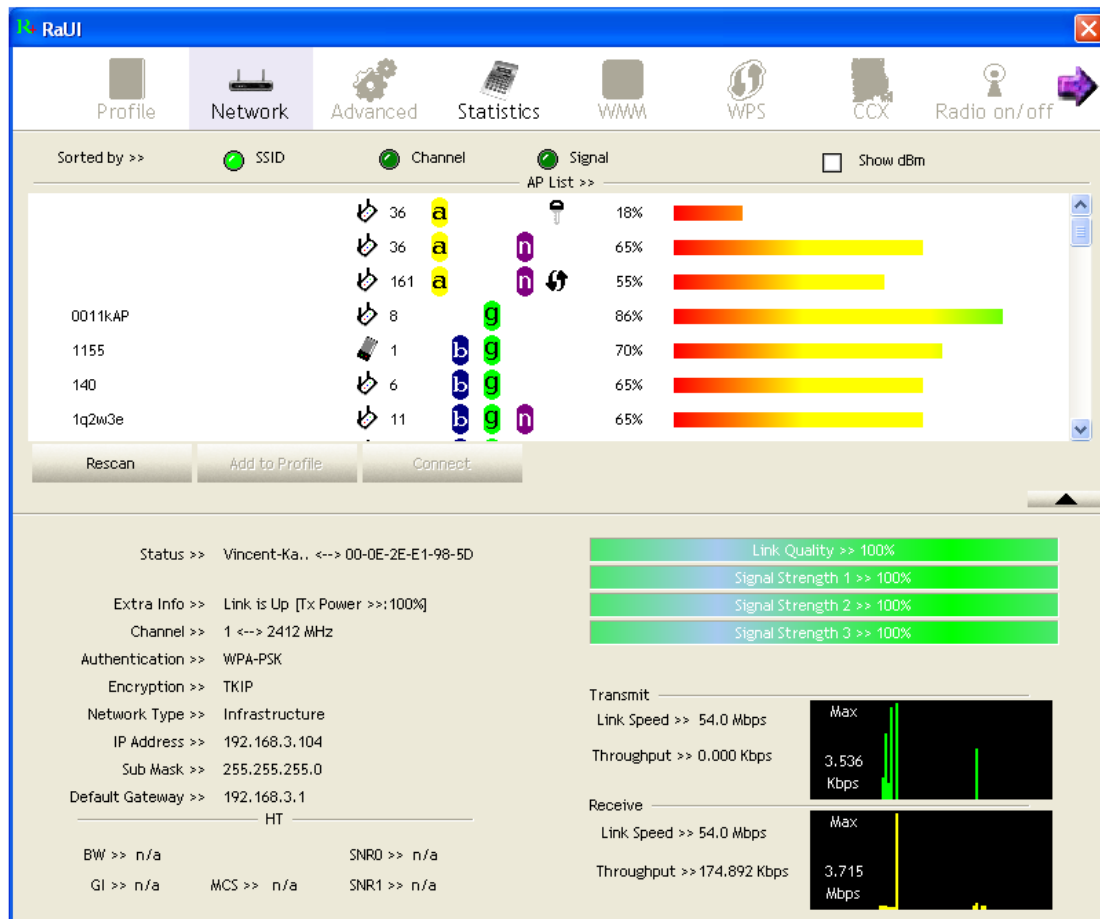 RaUI
Profile Network Advanced Statistics WMM WPS CCX Radio on/off
Sorted by >> SSID Channel Signal Show dBm
AP List >>
36 a 18%
36 a n 65%
161 a n 55%
0011kAP 8 g 86%
1155 1 b g 70%
140 6 b g 65%
1q2w3e 11 b g n 65%
Rescan Add to Profile Connect
Status >> Vincent-Ka.. <--> 00-0E-2E-E1-98-5D
Extra Info >> Link is Up [Tx Power >>:100%]
Channel >> 1 <--> 2412 MHz
Authentication >> WPA-PSK
Encryption >> TKIP
Network Type >> Infrastructure
IP Address >> 192.168.3.104
Sub Mask >> 255.255.255.0
Default Gateway >> 192.168.3.1
HT
BW >> n/a SNR0 >> n/a
GI >> n/a MCS >> n/a SNR1 >> n/a
Link Quality >> 100%
Signal Strength 1 >> 100%
Signal Strength 2 >> 100%
Signal Strength 3 >> 100%
Transmit
Link Speed >> 54.0 Mbps
Throughput >> 0.000 Kbps
Max
3.536
Kbps
Receive
Link Speed >> 54.0 Mbps
Throughput >> 174.892 Kbps
Max
3.715
Mbps